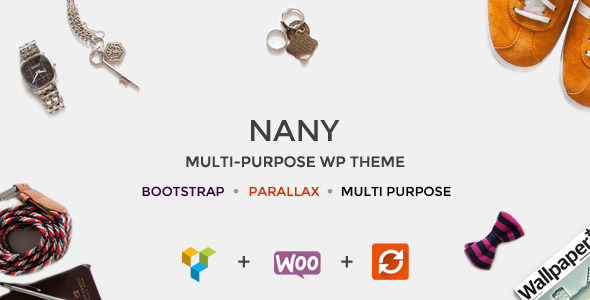 NANY
MULTI-PURPOSE WP THEME
BOOTSTRAP • PARALLAX • MULTI PURPOSE
+ WOO +
Wallpaper*